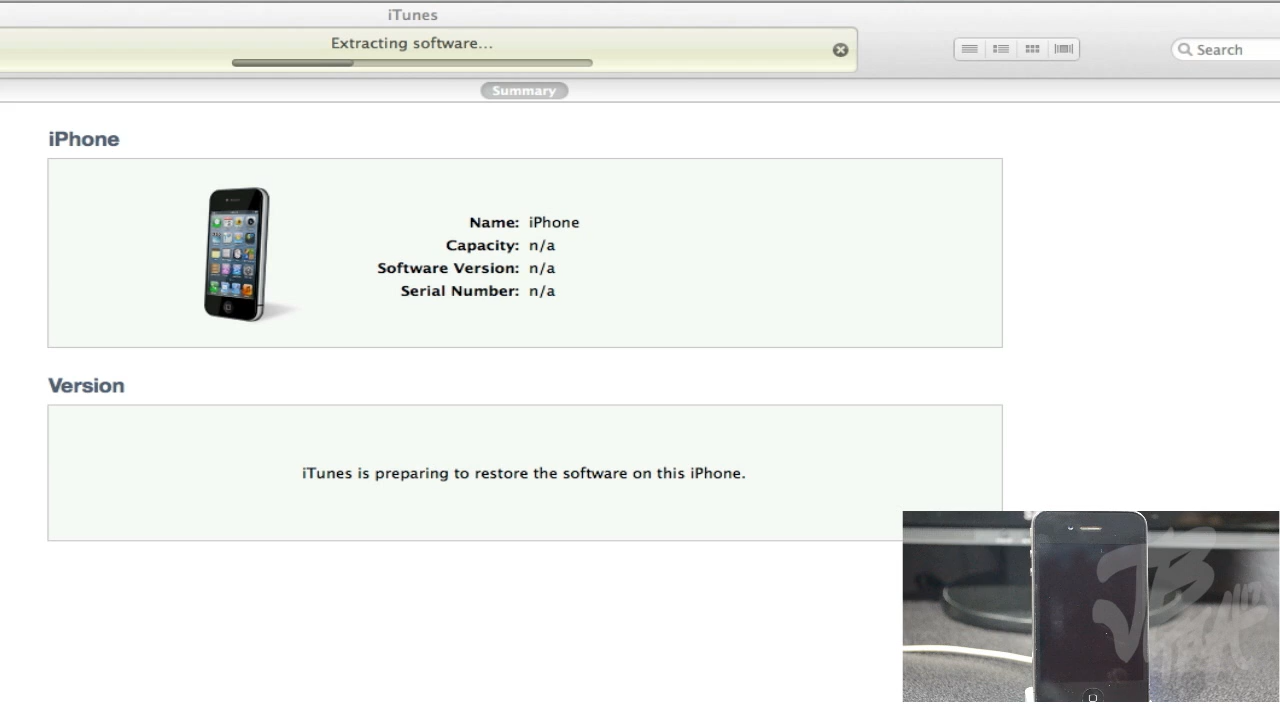 iTunes
Extracting software...
Search
Summary
iPhone
Name: iPhone
Capacity: n/a
Software Version: n/a
Serial Number: n/a
Version
iTunes is preparing to restore the software on this iPhone.